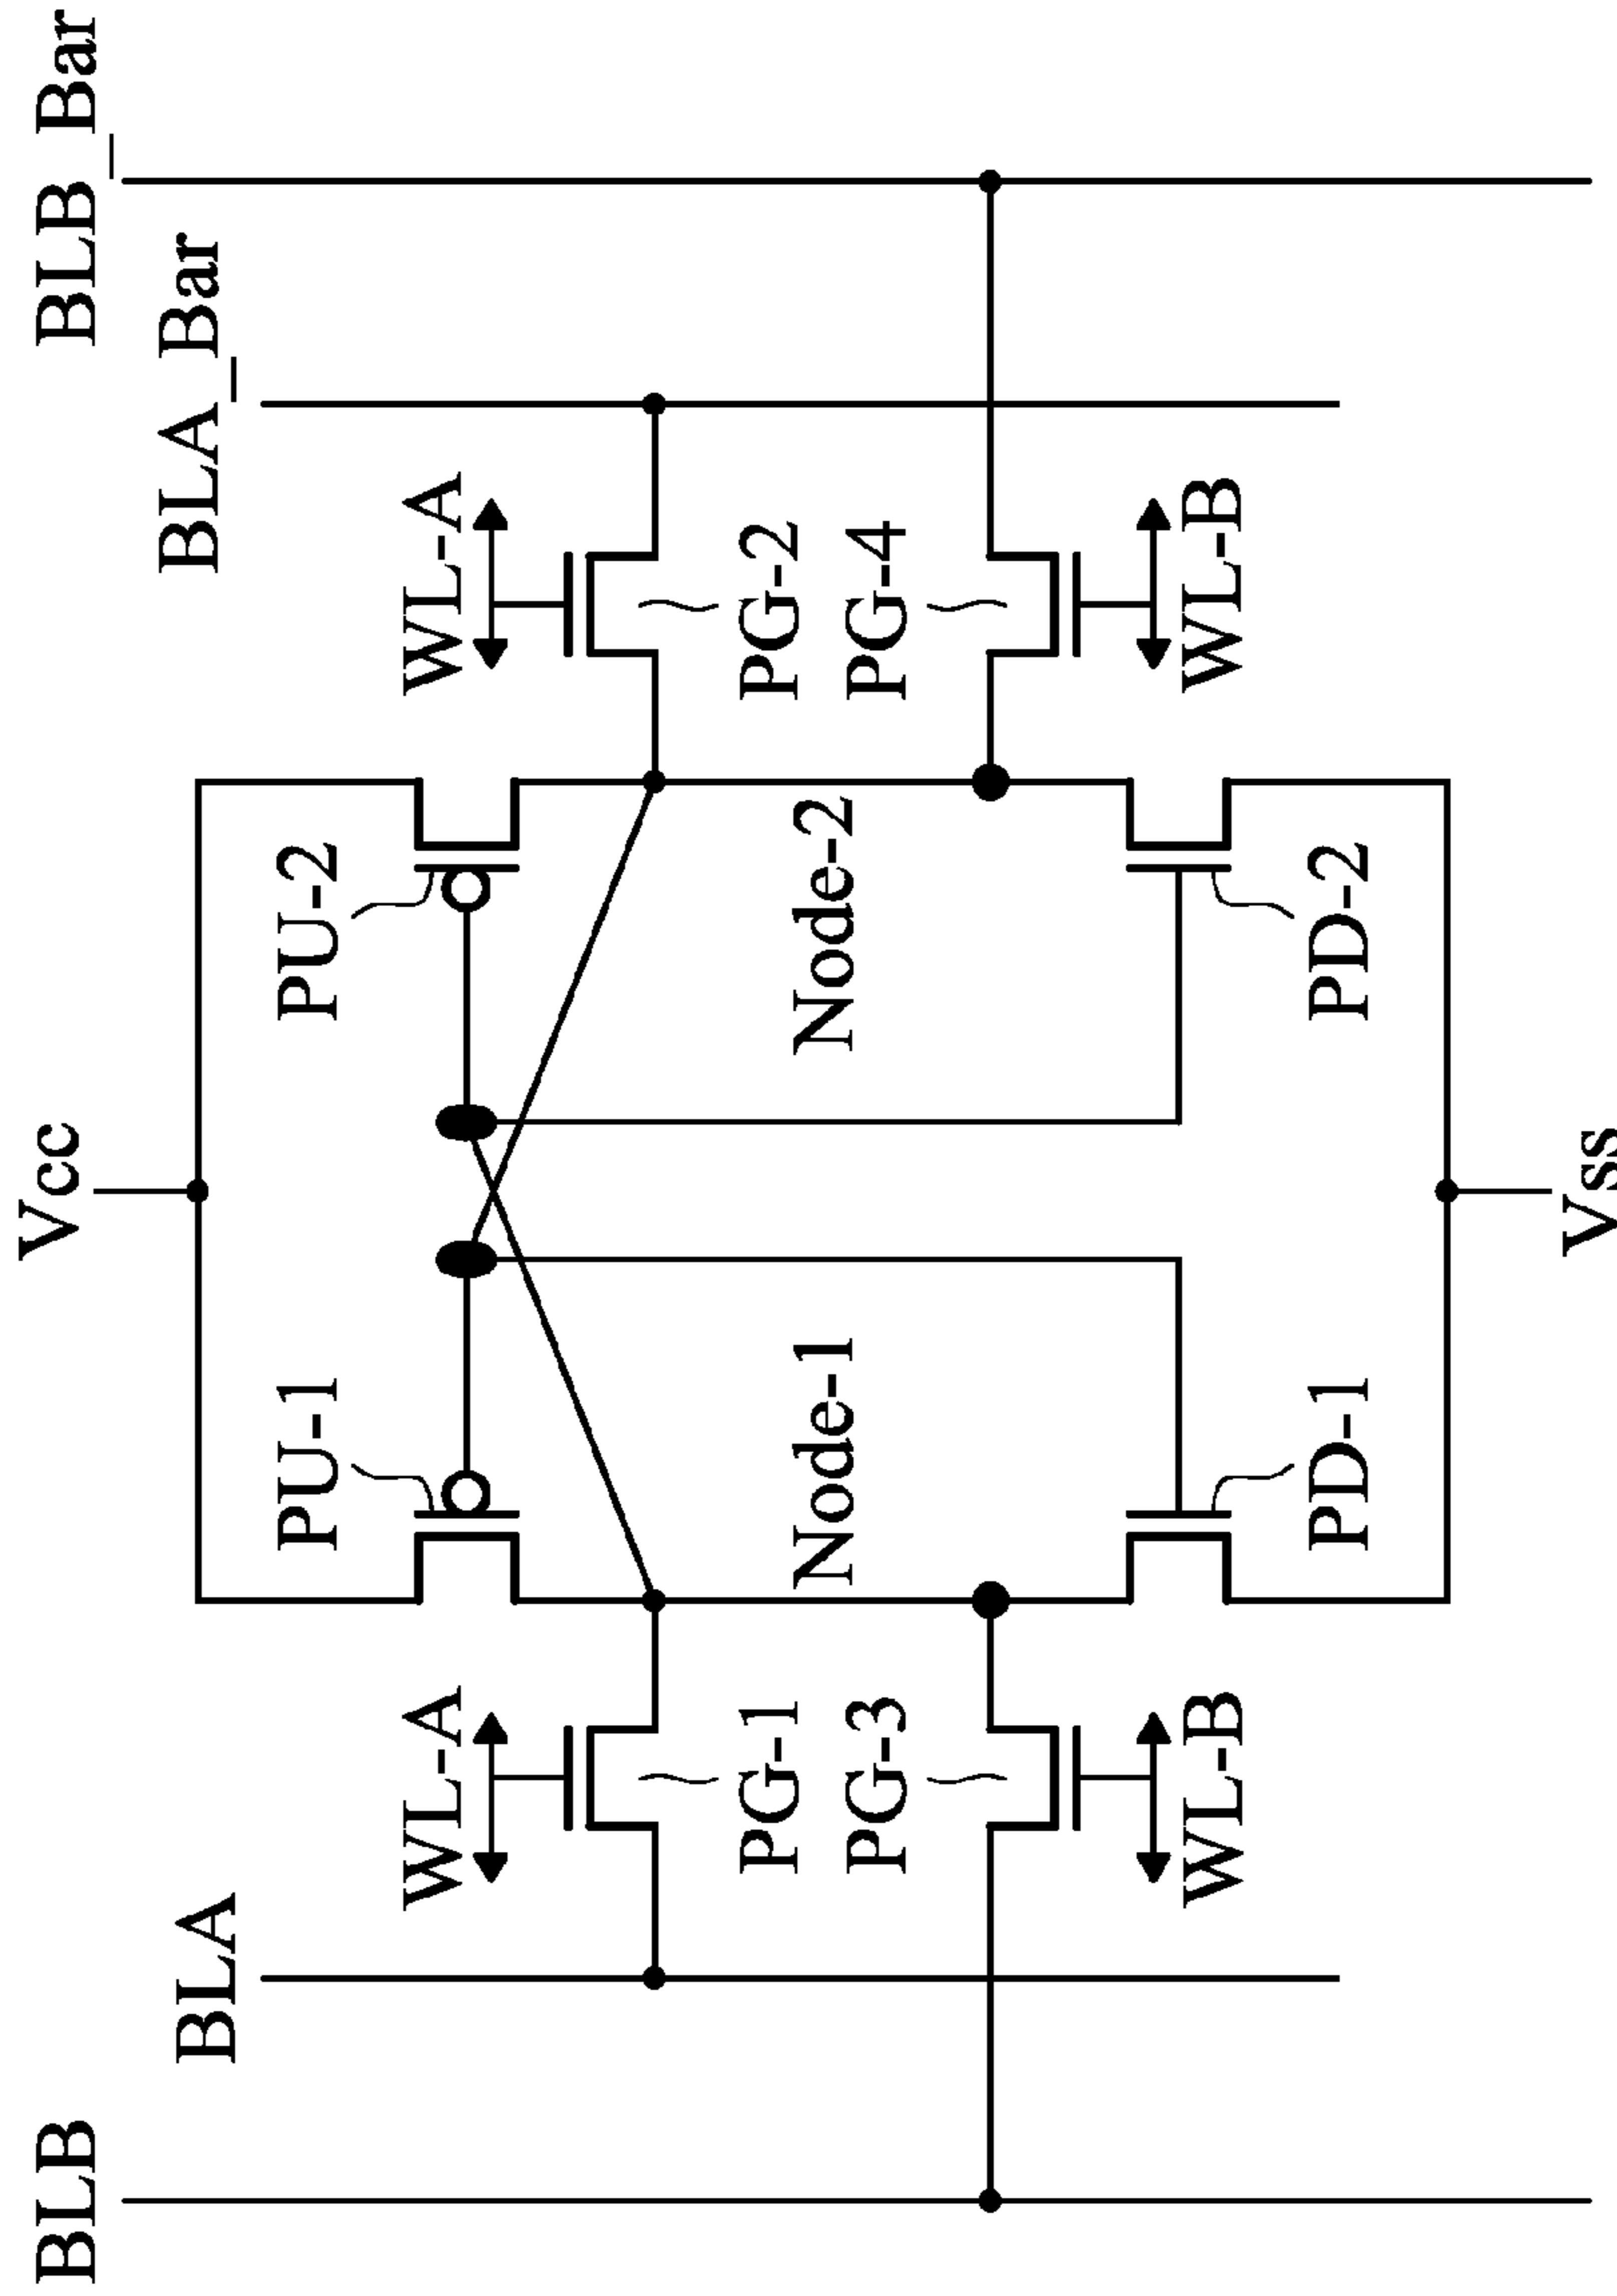 Vcc
BLB
BLB_Bar
BLA
BLA_Bar
PU-1
PU-2
WL-A
WL-A
PG-1
Node-1
Node-2
PG-2
PG-3
PG-4
WL-B
WL-B
PD-1
PD-2
Vss